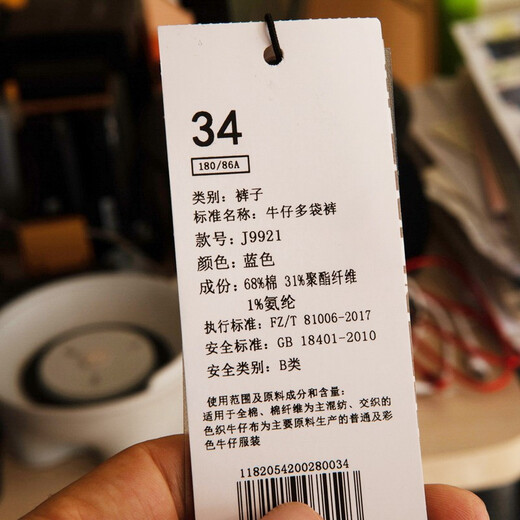 34
180/86A
类别：裤子
标准名称：牛仔多袋裤
款号：J9921
颜色：蓝色
成份：68%棉 31%聚酯纤维
1%氨纶
执行标准：FZ/T 81006-2017
安全标准：GB 18401-2010
安全类别：B类
使用范围及原料成分和含量：
适用于全棉、棉纤维为主混纺、交织的
色织牛仔布为主要原料生产的普通及彩
色牛仔服装
1182054200280034